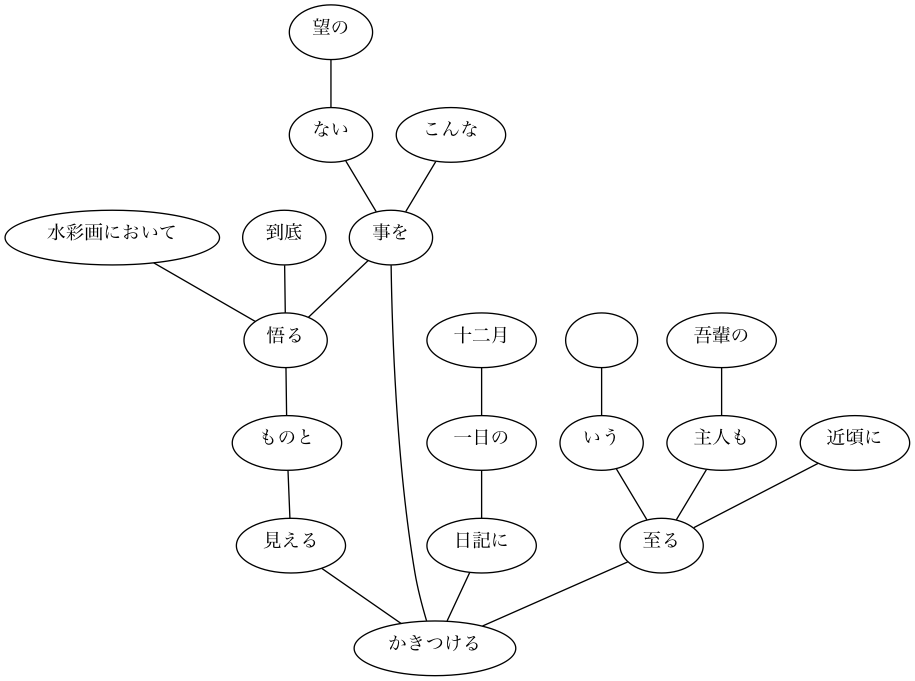 望の
ない
こんな
水彩画において
到底
事を
悟る
十二月
吾輩の
ものと
一日の
いう
主人も
近頃に
見える
日記に
至る
かきつける